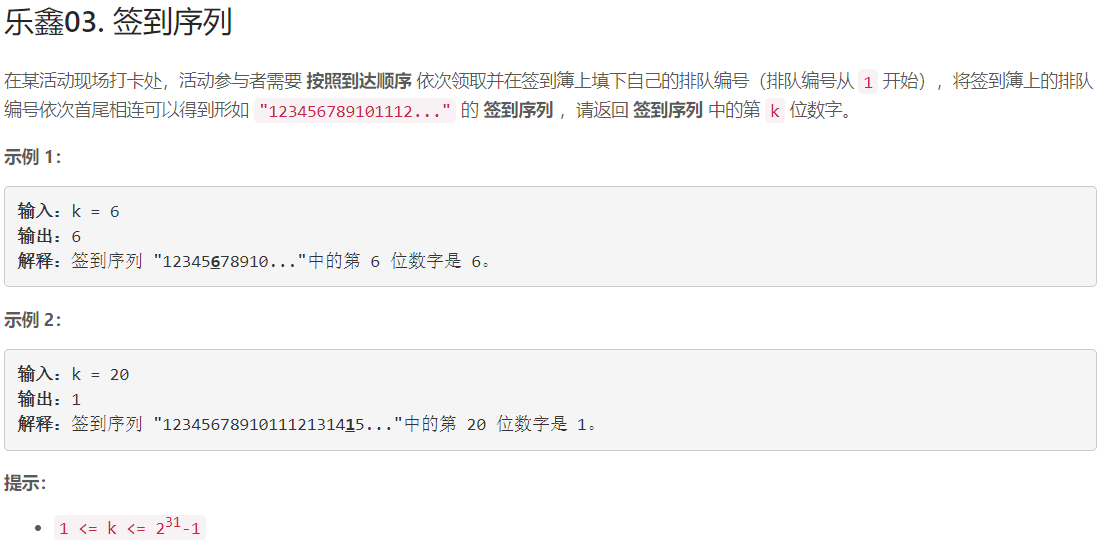 乐鑫03. 签到序列
在某活动现场打卡处，活动参与者需要 按照到达顺序 依次领取并在签到簿上填下自己的排队编号（排队编号从 1 开始），将签到簿上的排队
编号依次首尾相连可以得到形如 "123456789101112..." 的 签到序列 ，请返回 签到序列 中的第 k 位数字。
示例 1：
输入：k = 6
输出：6
解释：签到序列 "12345678910..."中的第 6 位数字是 6。
示例 2：
输入：k = 20
输出：1
解释：签到序列 "123456789101112131415..."中的第 20 位数字是 1。
提示：
• 1 <= k <= 2^31-1